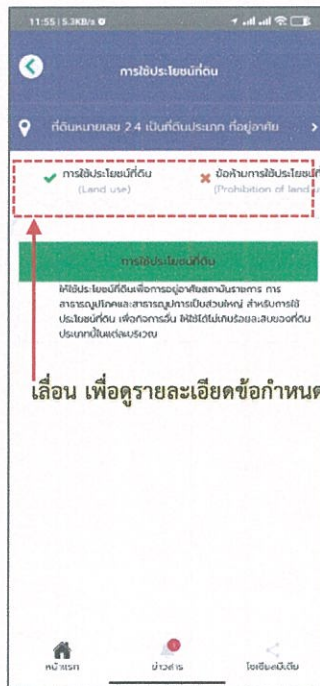 11:55 | 5.3KB/s
การใช้ประโยชน์ที่ดิน
ที่ดินหมายเลข 2.4 เป็นที่ดินประเภท ที่อยู่อาศัย
การใช้ประโยชน์ที่ดิน
(Land use)
ข้อห้ามการใช้ประโยชน์ที่
(Prohibition of land u
การใช้ประโยชน์ที่ดิน
ให้ใช้ประโยชน์ที่ดินเพื่อการอยู่อาศัยสถาบันราชการ การ
สาธารณูปโภคและสาธารณูปการเป็นส่วนใหญ่ สำหรับการใช้
ประโยชน์ที่ดิน เพื่อกิจการอื่น ให้ใช้ได้ไม่เกินร้อยละสิบของที่ดิน
ประเภทนี้ในแต่ละบริเวณ
เลื่อน เพื่อดูรายละเอียดข้อกำหนด
หน้าแรก
ข่าวสาร
โซเชียลมีเดีย